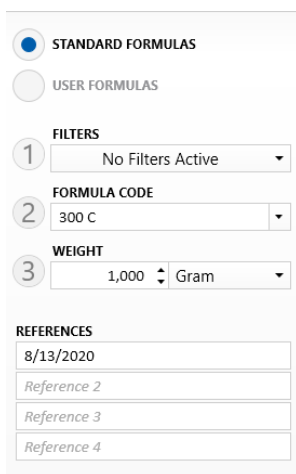 STANDARD FORMULAS
USER FORMULAS
FILTERS
1 No Filters Active
FORMULA CODE
2 300 C
WEIGHT
3 1,000 Gram
REFERENCES
8/13/2020
Reference 2
Reference 3
Reference 4